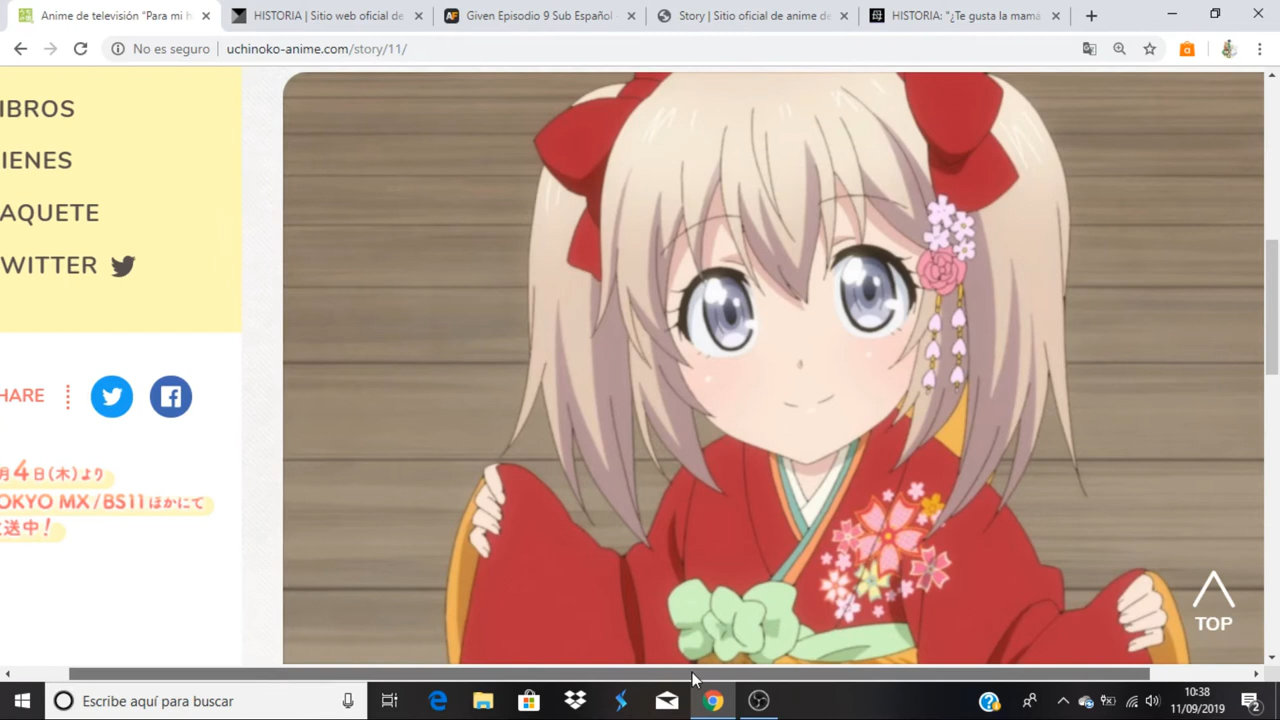 Anime de televisión "Para mi h
HISTORIA | Sitio web oficial de
Given Episodio 9 Sub Español
Story | Sitio oficial de anime de
HISTORIA: "¿Te gusta la mamá
No es seguro
uchinoko-anime.com/story/11/
IBROS
IENES
AQUETE
WITTER
HARE
月4日(木)より
OKYO MX/BS11ほかにて
送中!
TOP
Escribe aquí para buscar
10:38
11/09/2019
2